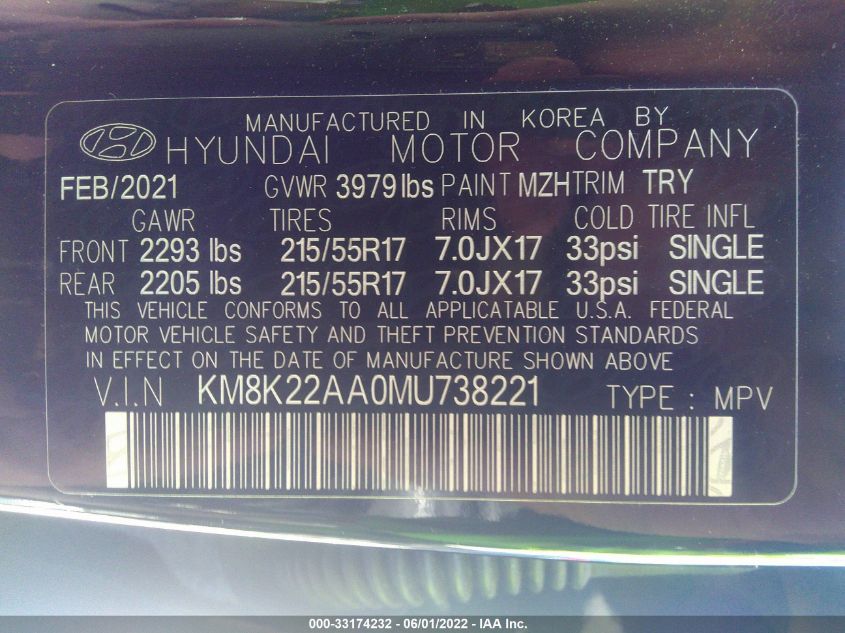 MANUFACTURED IN KOREA BY
HYUNDAI MOTOR COMPANY
FEB/2021 GVWR 3979lbs PAINT MZH TRIM TRY
GAWR TIRES RIMS COLD TIRE INFL
FRONT 2293 lbs 215/55R17 7.0JX17 33psi SINGLE
REAR 2205 lbs 215/55R17 7.0JX17 33psi SINGLE
THIS VEHICLE CONFORMS TO ALL APPLICATABLE U.S.A. FEDERAL
MOTOR VEHICLE SAFETY AND THEFT PREVENTION STANDARDS
IN EFFECT ON THE DATE OF MANUFACTURE SHOWN ABOVE
V.I.N KM8K22AA0MU738221 TYPE : MPV
000-33174232 - 06/01/2022 - IAA Inc.